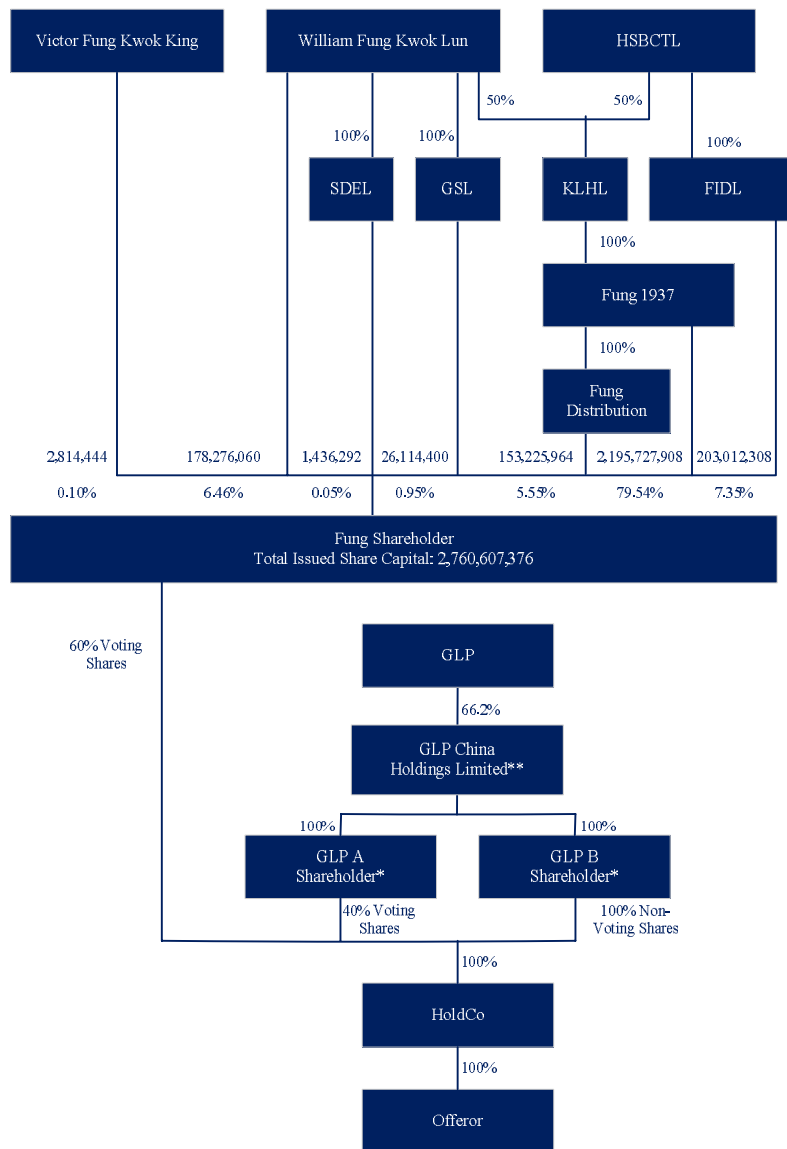 Victor Fung Kwok King
William Fung Kwok Lun
HSBCTL
50%
50%
100%
100%
100%
SDEL
GSL
KLHL
FIDL
100%
Fung 1937
100%
Fung
Distribution
2,814,444
178,276,060
1,436,292
26,114,400
153,225,964
2,195,727,908
203,012,308
0.10%
6.46%
0.05%
0.95%
5.55%
79.54%
7.35%
Fung Shareholder
Total Issued Share Capital: 2,760,607,376
60% Voting
Shares
GLP
66.2%
GLP China
Holdings Limited**
100%
100%
GLP A
Shareholder*
GLP B
Shareholder*
40% Voting
Shares
100% Non-
Voting Shares
100%
HoldCo
100%
Offeror